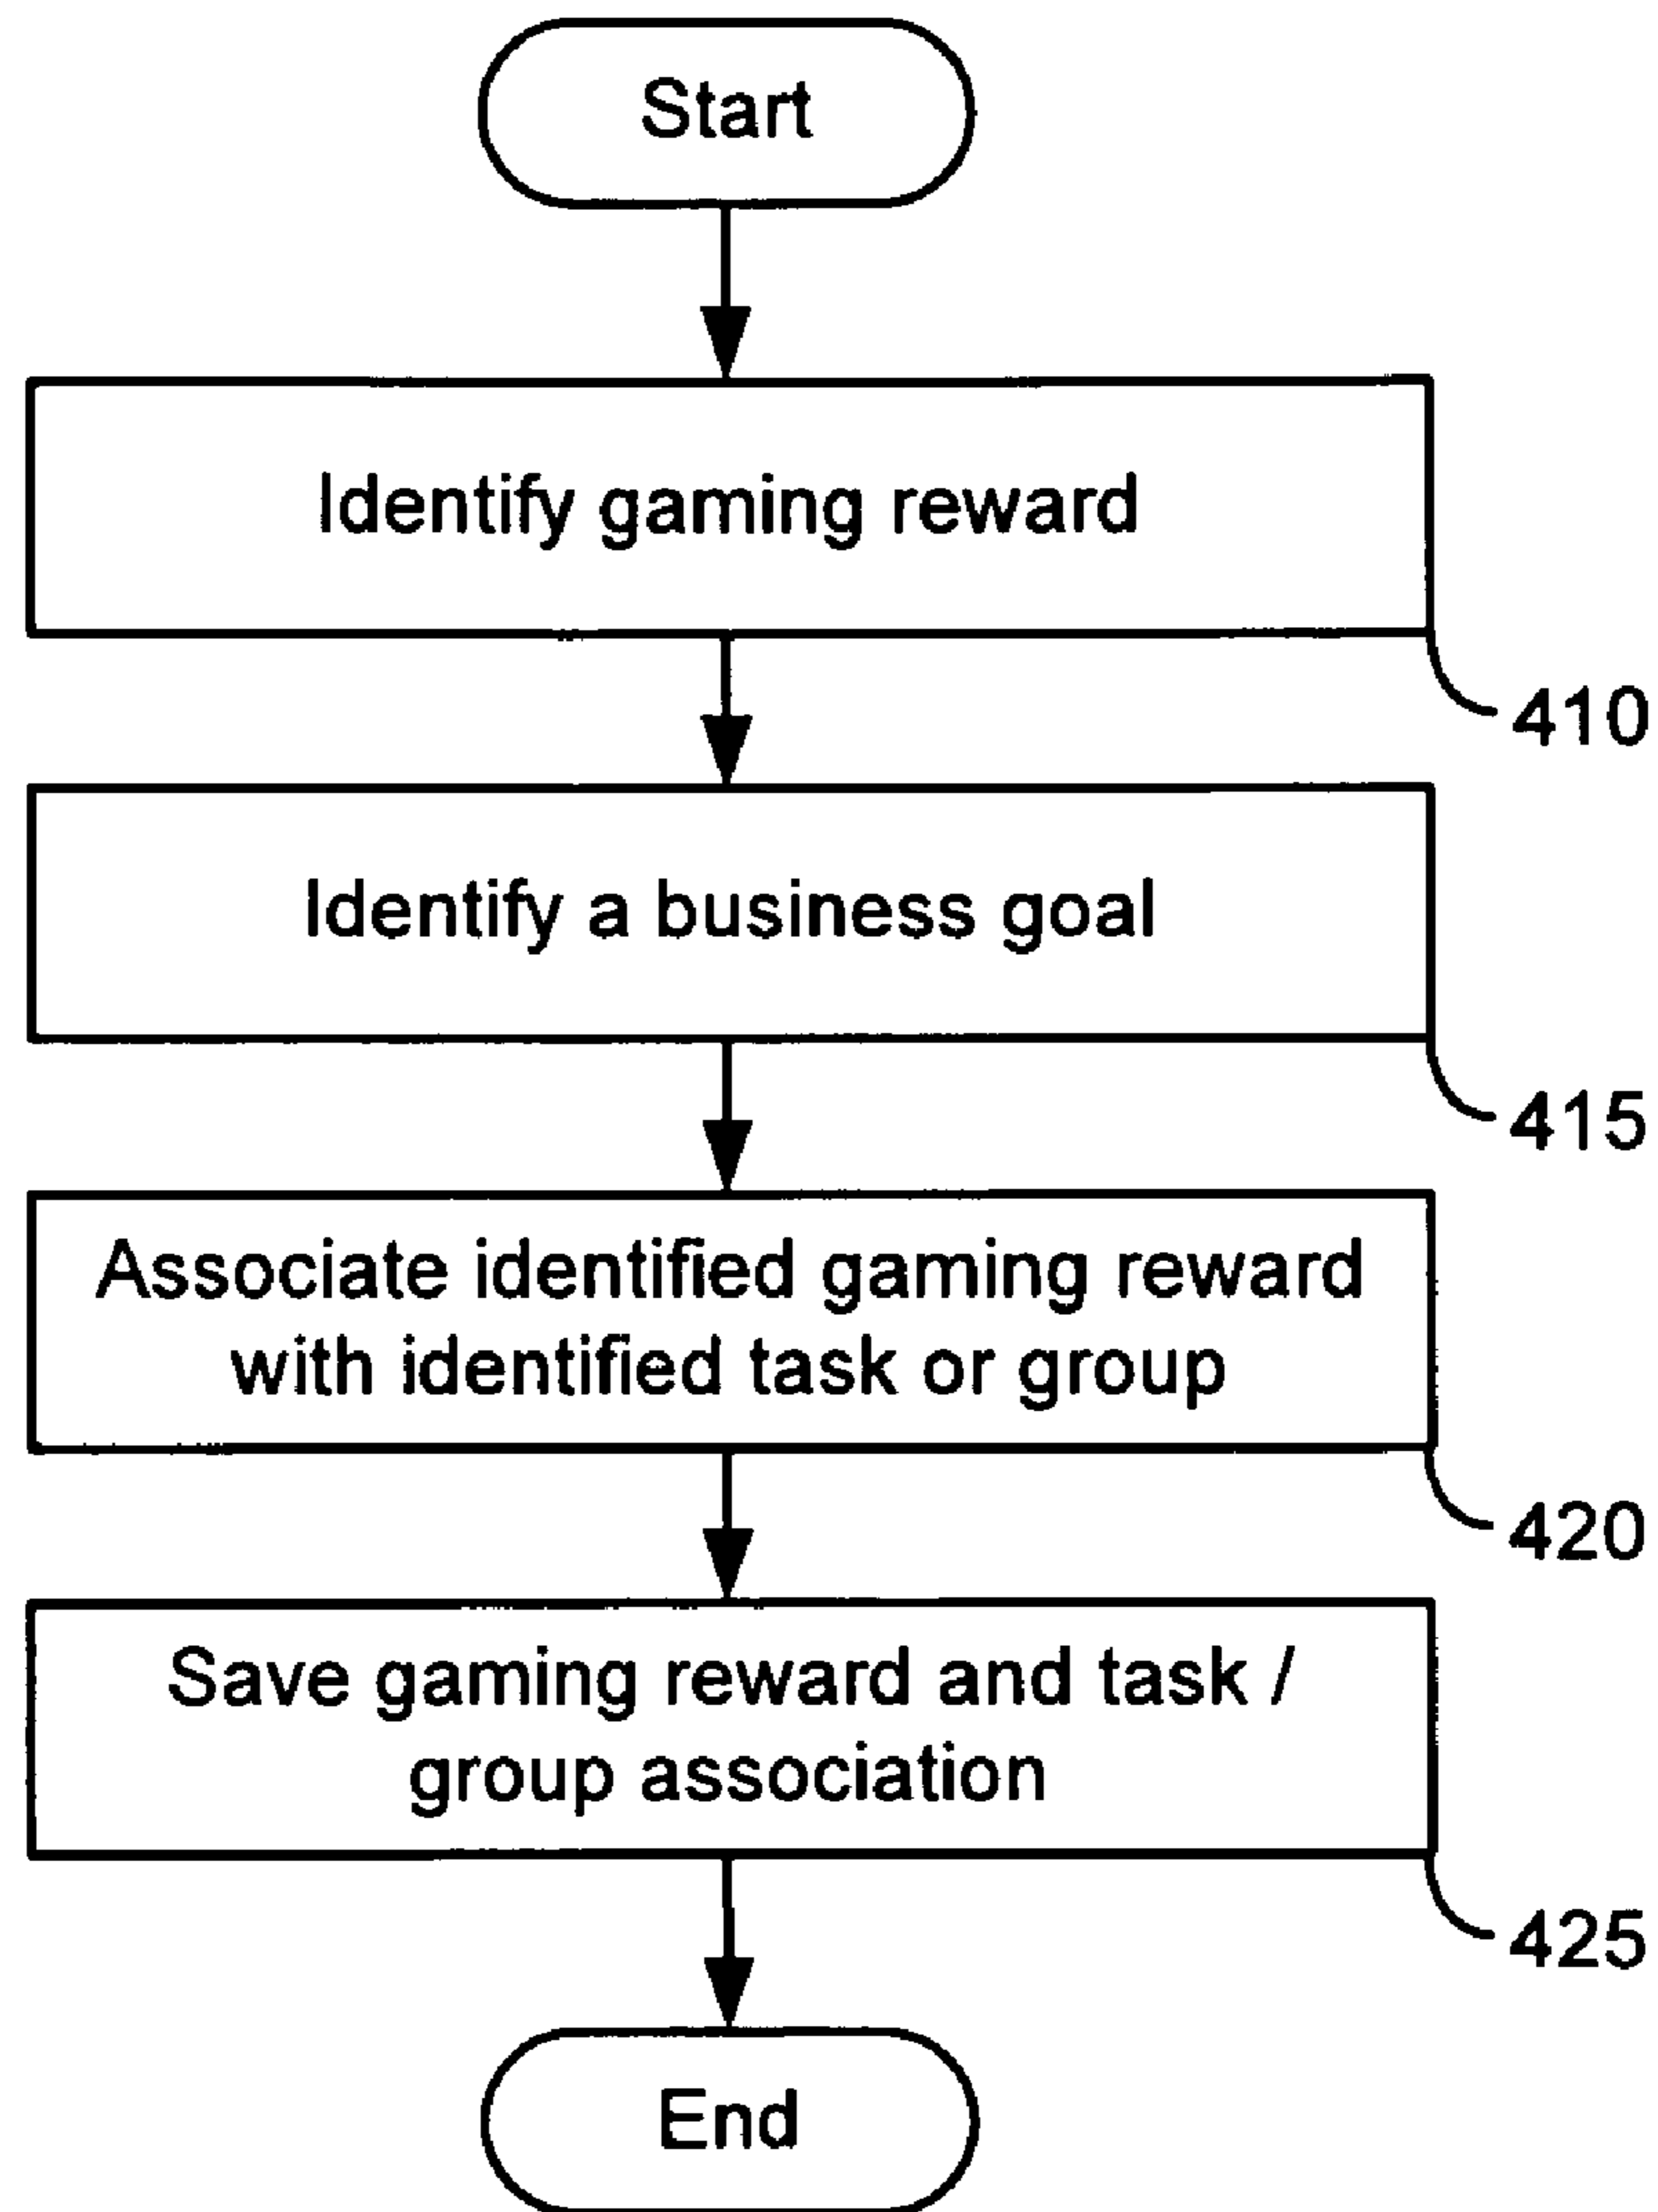 Start
Identify gaming reward
410
Identify a business goal
415
Associate identified gaming reward
with identified task or group
420
Save gaming reward and task /
group association
425
End